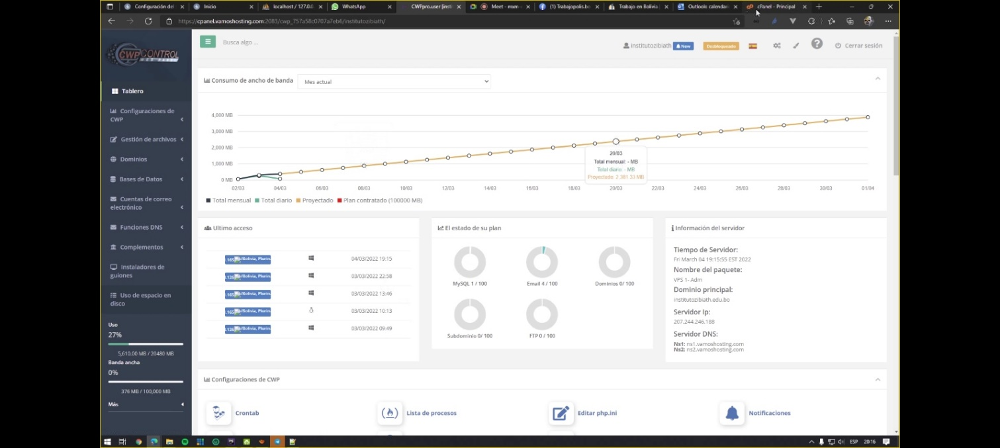 Configuración del
Inicio
localhost / 127.0.0.
WhatsApp
CWPpro.user [insti
Meet - mxm-
(1) Trabajopolis.bo
Trabajo en Bolivia
Outlook: calendari
cPanel - Principal
https://cpanel.vamoshosting.com:2083/cwp_757a58c0707a7eb6/institutozibiath/
CWP CONTROL
WEB PANEL
Busca algo ...
institutozibiath
New
Desbloqueado
Cerrar sesión
Tablero
Configuraciones de
CWP
Gestión de archivos
Dominios
Bases de Datos
Cuentas de correo
electrónico
Funciones DNS
Complementos
Instaladores de
guiones
Uso de espacio en
disco
Uso
27%
5,610.00 MB / 20480 MB
Banda ancha
0%
376 MB / 100,000 MB
Más
Consumo de ancho de banda
Mes actual
4,000 MB
3,000 MB
2,000 MB
1,000 MB
0 MB
02/03 04/03 06/03 08/03 10/03 12/03 14/03 16/03 18/03 20/03 22/03 24/03 26/03 28/03 30/03 01/04
20/03
Total mensual: - MB
Total diario: - MB
Proyectado: 2,381.33 MB
Total mensual Total diario Proyectado Plan contratado (100000 MB)
Ultimo acceso
.165 /Bolivia, Plurin 04/03/2022 19:15
.126 /Bolivia, Plurin 03/03/2022 22:58
.165 /Bolivia, Plurin 03/03/2022 13:46
.165 /Bolivia, Plurin 03/03/2022 10:13
.126 /Bolivia, Plurin 03/03/2022 09:49
El estado de su plan
MySQL 1 / 100
Email 4 / 100
Dominios 0/ 100
Subdominio 0/ 100
FTP 0 / 100
Información del servidor
Tiempo de Servidor:
Fri March 04 19:15:55 EST 2022
Nombre del paquete:
VPS 1- Adm
Dominio principal:
institutozibiath.edu.bo
Servidor Ip:
207.244.246.188
Servidor DNS:
Ns1: ns1.vamoshosting.com
Ns2: ns2.vamoshosting.com
Configuraciones de CWP
Crontab
Lista de procesos
Editar php.ini
Notificaciones
ESP
20:16